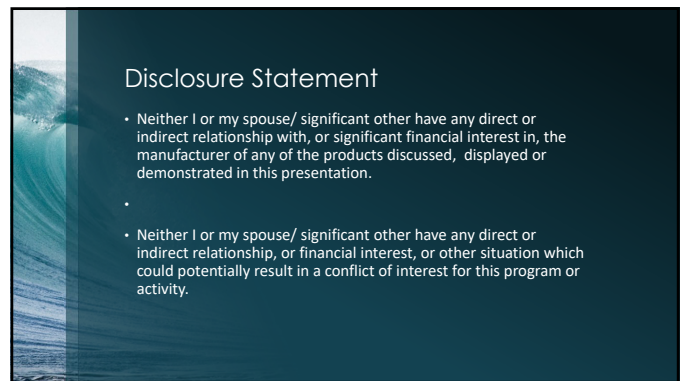 Disclosure Statement
• Neither I or my spouse/ significant other have any direct or
indirect relationship with, or significant financial interest in, the
manufacturer of any of the products discussed, displayed or
demonstrated in this presentation.
•
• Neither I or my spouse/ significant other have any direct or
indirect relationship, or financial interest, or other situation which
could potentially result in a conflict of interest for this program or
activity.